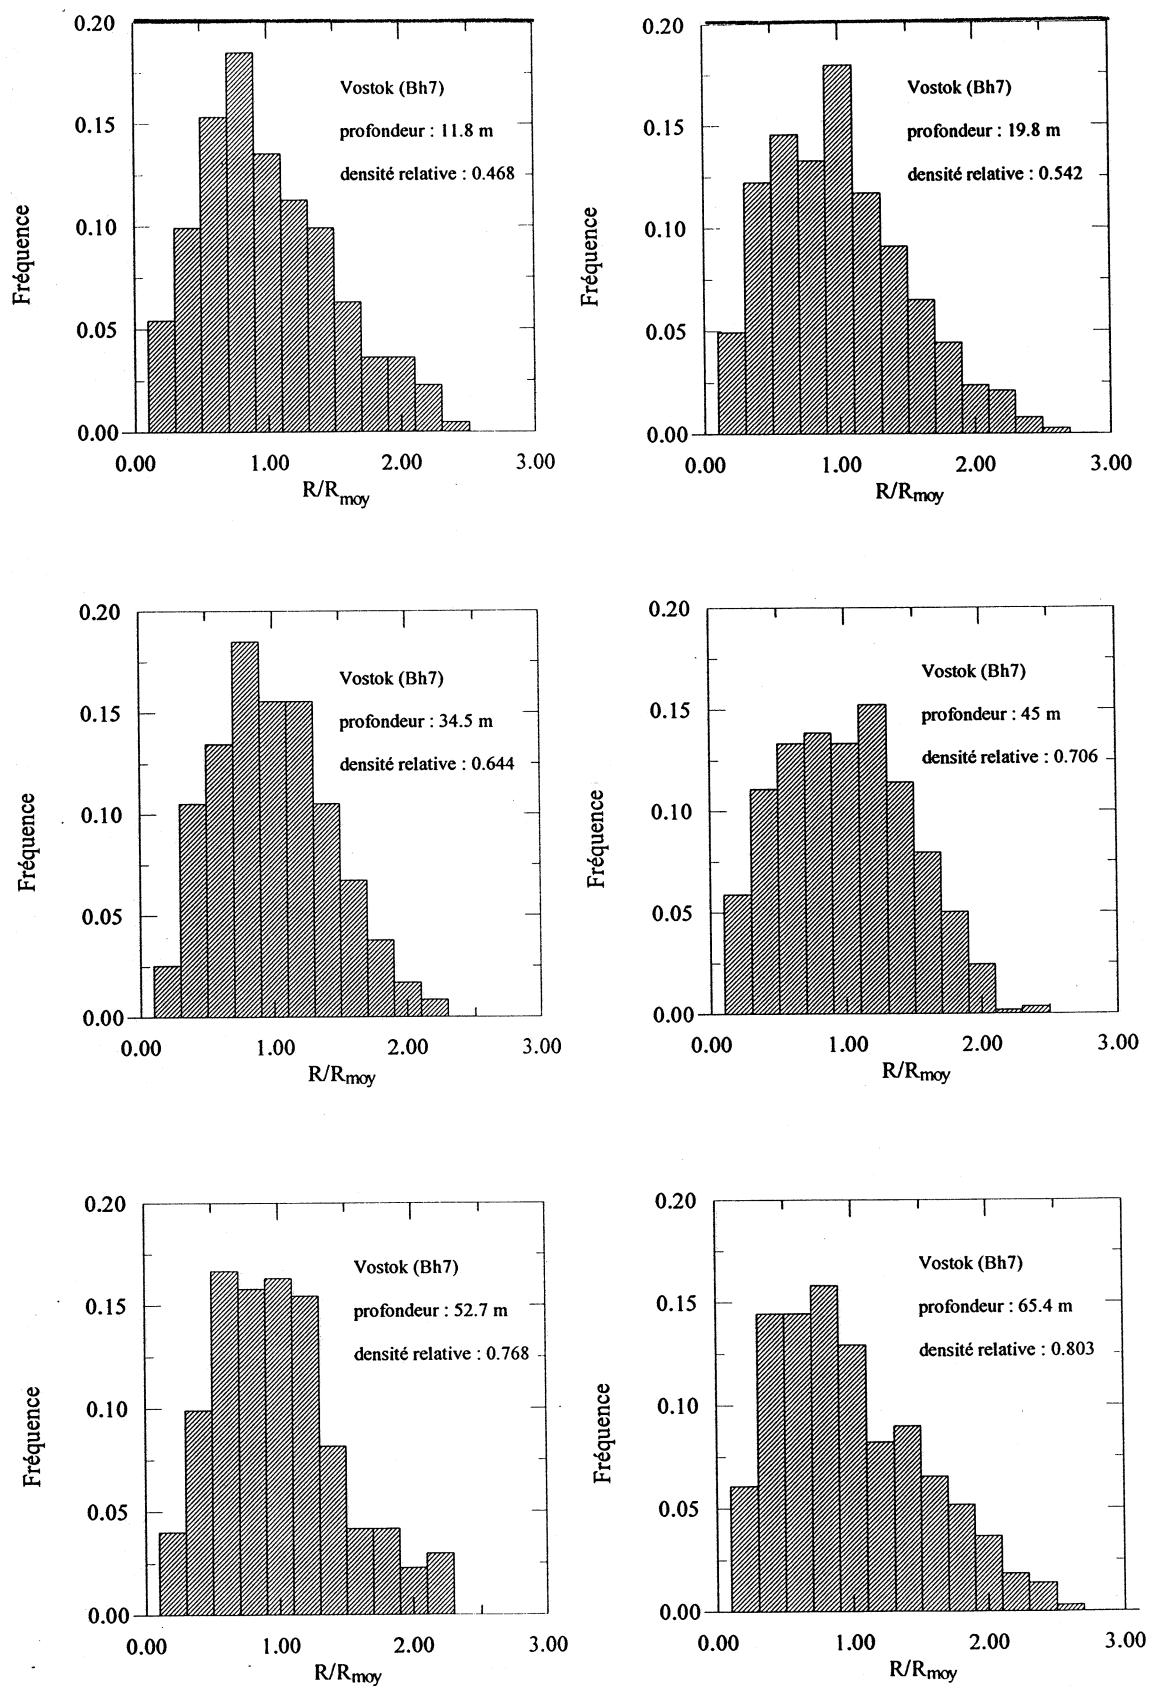 0.20
0.15
0.10
0.05
0.00
Fréquence
Vostok (Bh7)
profondeur : 11.8 m
densité relative : 0.468
0.00 1.00 2.00 3.00
R/Rmoy
0.20
0.15
0.10
0.05
0.00
Fréquence
Vostok (Bh7)
profondeur : 19.8 m
densité relative : 0.542
0.00 1.00 2.00 3.00
R/Rmoy
0.20
0.15
0.10
0.05
0.00
Fréquence
Vostok (Bh7)
profondeur : 34.5 m
densité relative : 0.644
0.00 1.00 2.00 3.00
R/Rmoy
0.20
0.15
0.10
0.05
0.00
Fréquence
Vostok (Bh7)
profondeur : 45 m
densité relative : 0.706
0.00 1.00 2.00 3.00
R/Rmoy
0.20
0.15
0.10
0.05
0.00
Fréquence
Vostok (Bh7)
profondeur : 52.7 m
densité relative : 0.768
0.00 1.00 2.00 3.00
R/Rmoy
0.20
0.15
0.10
0.05
0.00
Fréquence
Vostok (Bh7)
profondeur : 65.4 m
densité relative : 0.803
0.00 1.00 2.00 3.00
R/Rmoy